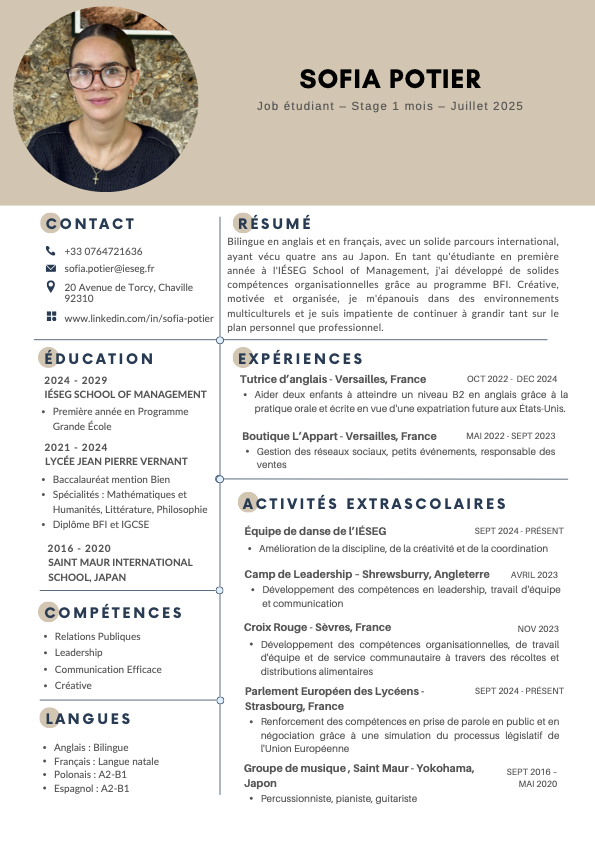 SOFIA POTIER
Job étudiant – Stage 1 mois – Juillet 2025
CONTACT
+33 0764721636
sofia.potier@ieseg.fr
20 Avenue de Torcy, Chaville
92310
www.linkedin.com/in/sofia-potier
ÉDUCATION
2024 - 2029
IÉSEG SCHOOL OF MANAGEMENT
• Première année en Programme
Grande École
2021 - 2024
LYCÉE JEAN PIERRE VERNANT
• Baccalauréat mention Bien
• Spécialités : Mathématiques et
Humanités, Littérature, Philosophie
• Diplôme BFI et IGCSE
2016 - 2020
SAINT MAUR INTERNATIONAL
SCHOOL, JAPAN
COMPÉTENCES
• Relations Publiques
• Leadership
• Communication Efficace
• Créative
LANGUES
• Anglais : Bilingue
• Français : Langue natale
• Polonais : A2-B1
• Espagnol : A2-B1
RÉSUMÉ
Bilingue en anglais et en français, avec un solide parcours international,
ayant vécu quatre ans au Japon. En tant qu'étudiante en première
année à l'IÉSEG School of Management, j'ai développé de solides
compétences organisationnelles grâce au programme BFI. Créative,
motivée et organisée, je m'épanouis dans des environnements
multiculturels et je suis impatiente de continuer à grandir tant sur le
plan personnel que professionnel.
EXPÉRIENCES
Tutrice d’anglais - Versailles, France OCT 2022 - DEC 2024
• Aider deux enfants à atteindre un niveau B2 en anglais grâce à la
pratique orale et écrite en vue d'une expatriation future aux États-Unis.
Boutique L’Appart - Versailles, France MAI 2022 - SEPT 2023
• Gestion des réseaux sociaux, petits événements, responsable des
ventes
ACTIVITÉS EXTRASCOLAIRES
Équipe de danse de l’IÉSEG SEPT 2024 - PRÉSENT
• Amélioration de la discipline, de la créativité et de la coordination
Camp de Leadership – Shrewsburry, Angleterre AVRIL 2023
• Développement des compétences en leadership, travail d'équipe
et communication
Croix Rouge - Sèvres, France NOV 2023
• Développement des compétences organisationnelles, de travail
d'équipe et de service communautaire à travers des récoltes et
distributions alimentaires
Parlement Européen des Lycéens - SEPT 2024 - PRÉSENT
Strasbourg, France
• Renforcement des compétences en prise de parole en public et en
négociation grâce à une simulation du processus législatif de
l'Union Européenne
Groupe de musique , Saint Maur - Yokohama, SEPT 2016 –
Japon MAI 2020
• Percussionniste, pianiste, guitariste